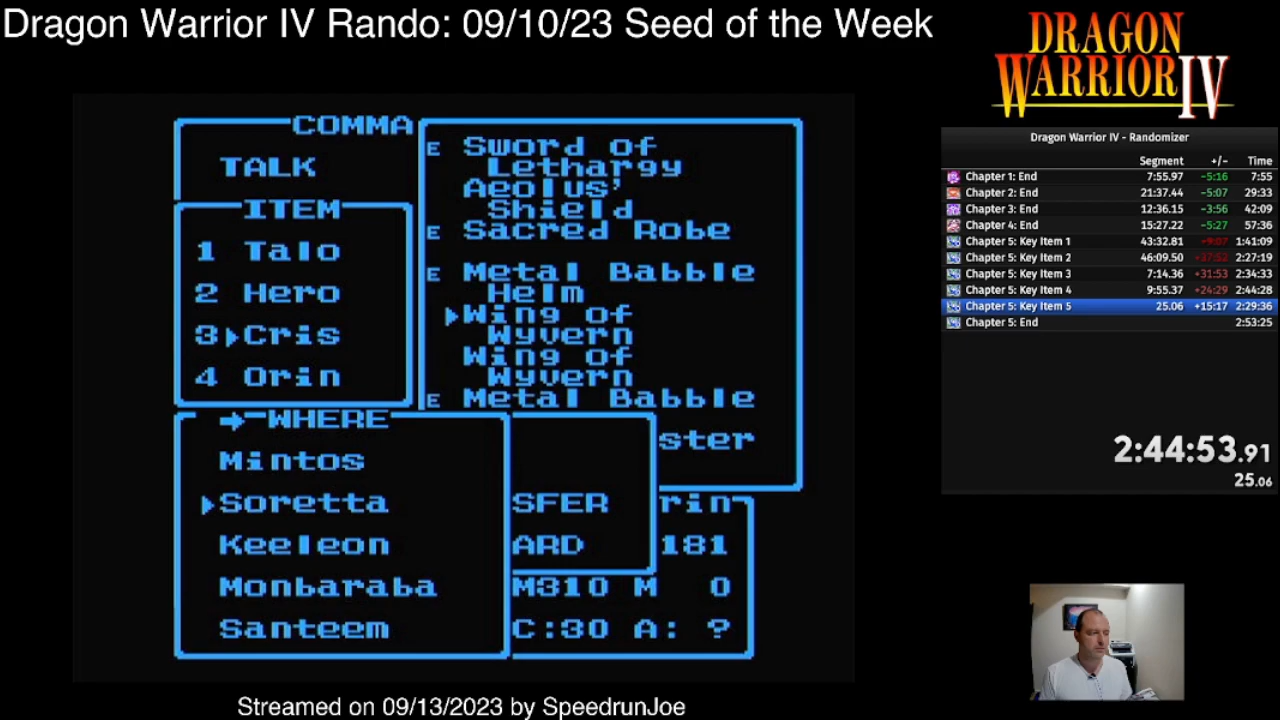 Dragon Warrior IV Rando: 09/10/23 Seed of the Week
DRAGON
WARRIOR IV
COMMA
TALK
ITEM
1 Talo
2 Hero
3 Cris
4 Orin
E Sword of
Lethargy
Aeolus'
Shield
E Sacred Robe
E Metal Babble
Helm
Wing of
Wyvern
Wing of
Wyvern
E Metal Babble
ster
WHERE
Mintos
Soretta
Keeleon
Monbaraba
Santeem
SFER
ARD
rin
181
M310 M 0
C:30 A: ?
Dragon Warrior IV - Randomizer
Segment +/- Time
Chapter 1: End 7:55.97 -5:16 7:55
Chapter 2: End 21:37.44 -5:07 29:33
Chapter 3: End 12:36.15 -3:56 42:09
Chapter 4: End 15:27.22 -5:27 57:36
Chapter 5: Key Item 1 43:32.81 +9:07 1:41:09
Chapter 5: Key Item 2 46:09.50 +37:52 2:27:19
Chapter 5: Key Item 3 7:14.36 +31:53 2:34:33
Chapter 5: Key Item 4 9:55.37 +24:29 2:44:28
Chapter 5: Key Item 5 25.06 +15:17 2:29:36
Chapter 5: End 2:53:25
2:44:53.91
25.06
Streamed on 09/13/2023 by SpeedrunJoe